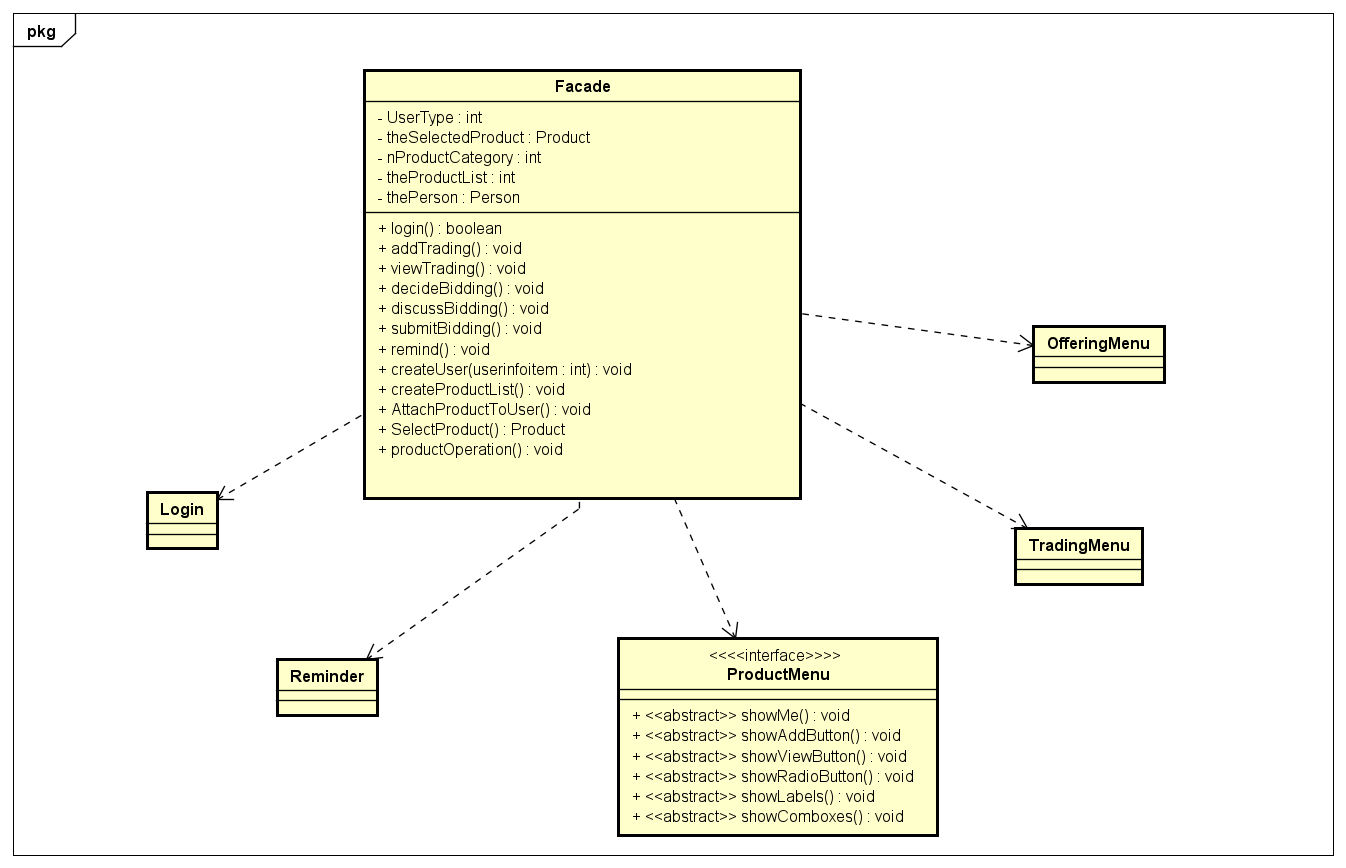 pkg
Facade
- UserType : int
- theSelectedProduct : Product
- nProductCategory : int
- theProductList : int
- thePerson : Person
+ login() : boolean
+ addTrading() : void
+ viewTrading() : void
+ decideBidding() : void
+ discussBidding() : void
+ submitBidding() : void
+ remind() : void
+ createUser(userinfoitem : int) : void
+ createProductList() : void
+ AttachProductToUser() : void
+ SelectProduct() : Product
+ productOperation() : void
OfferingMenu
Login
TradingMenu
Reminder
<<<<interface>>>>
ProductMenu
+ <<abstract>> showMe() : void
+ <<abstract>> showAddButton() : void
+ <<abstract>> showViewButton() : void
+ <<abstract>> showRadioButton() : void
+ <<abstract>> showLabels() : void
+ <<abstract>> showComboxes() : void